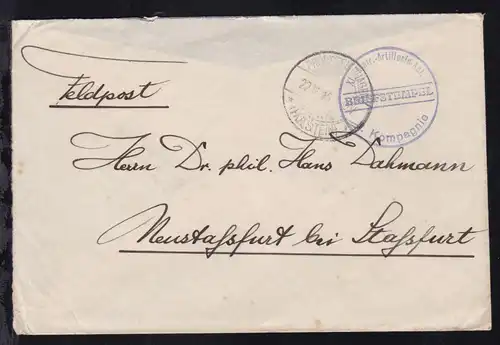 Feldpost
BRIEFSTEMPEL
Kompagnie
Herrn Dr. phil. Hans Dahmann
Neustaßfurt bei Staßfurt